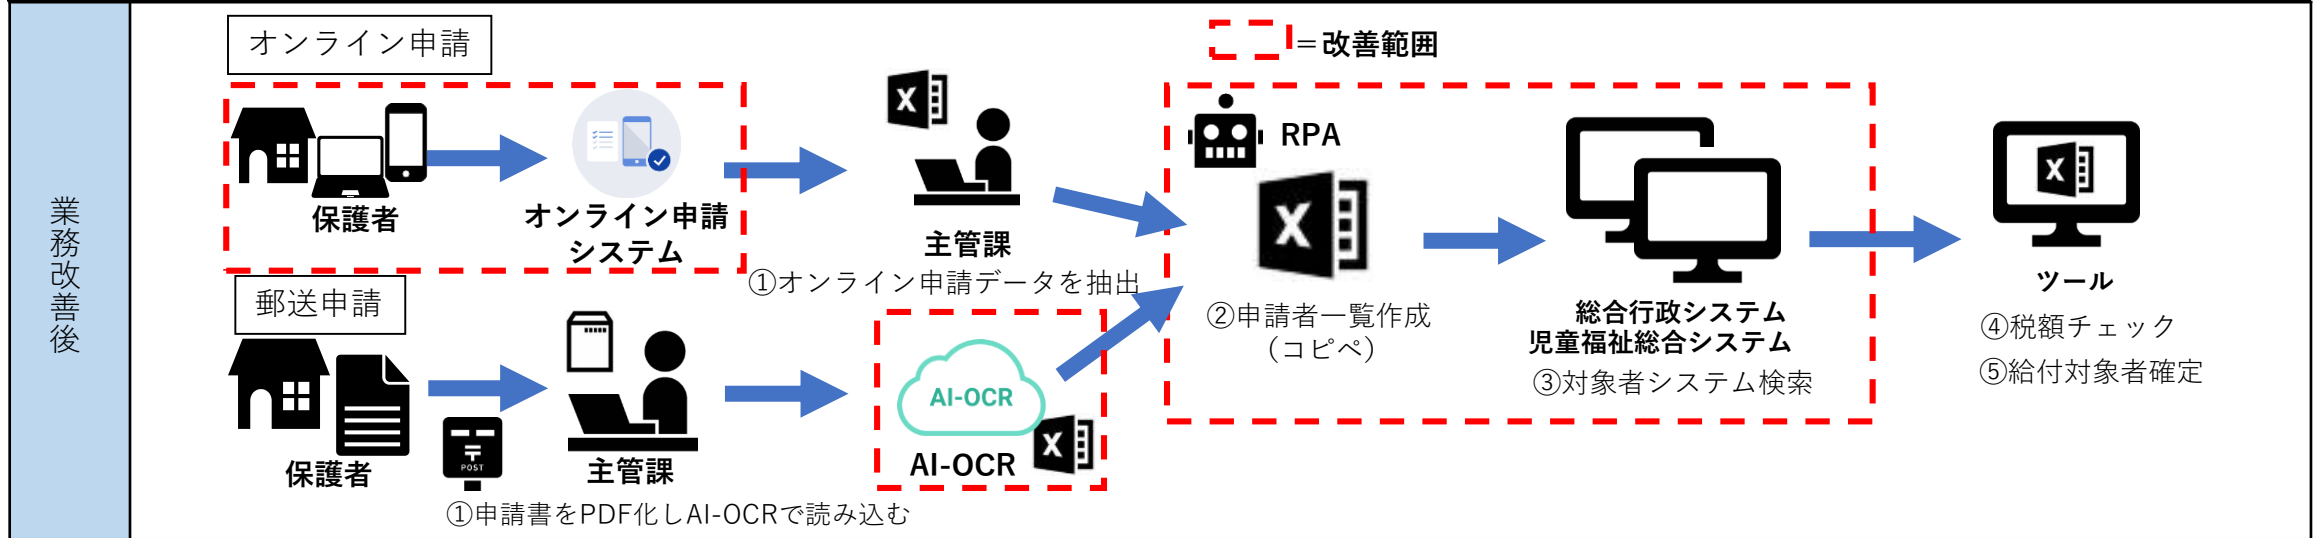 業務改善後
オンライン申請
＝改善範囲
保護者
オンライン申請
システム
主管課
①オンライン申請データを抽出
RPA
②申請者一覧作成
（コピペ）
総合行政システム
児童福祉総合システム
③対象者システム検索
ツール
④税額チェック
⑤給付対象者確定
郵送申請
保護者
〒
POST
主管課
①申請書をPDF化しAI-OCRで読み込む
AI-OCR
AI-OCR
X
X
X
X